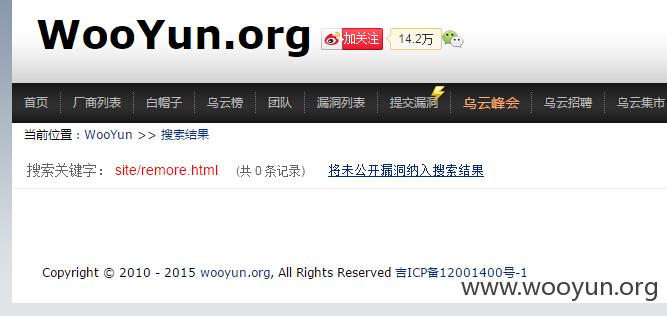 WooYun.org 加关注 14.2万
首页 厂商列表 白帽子 乌云榜 团队 漏洞列表 提交漏洞 乌云峰会 乌云招聘 乌云集市
当前位置：WooYun >> 搜索结果
搜索关键字： site/remore.html (共 0 条记录) 将未公开漏洞纳入搜索结果
Copyright © 2010 - 2015 wooyun.org, All Rights Reserved 吉ICP备12001400号-1
www.wooyun.org